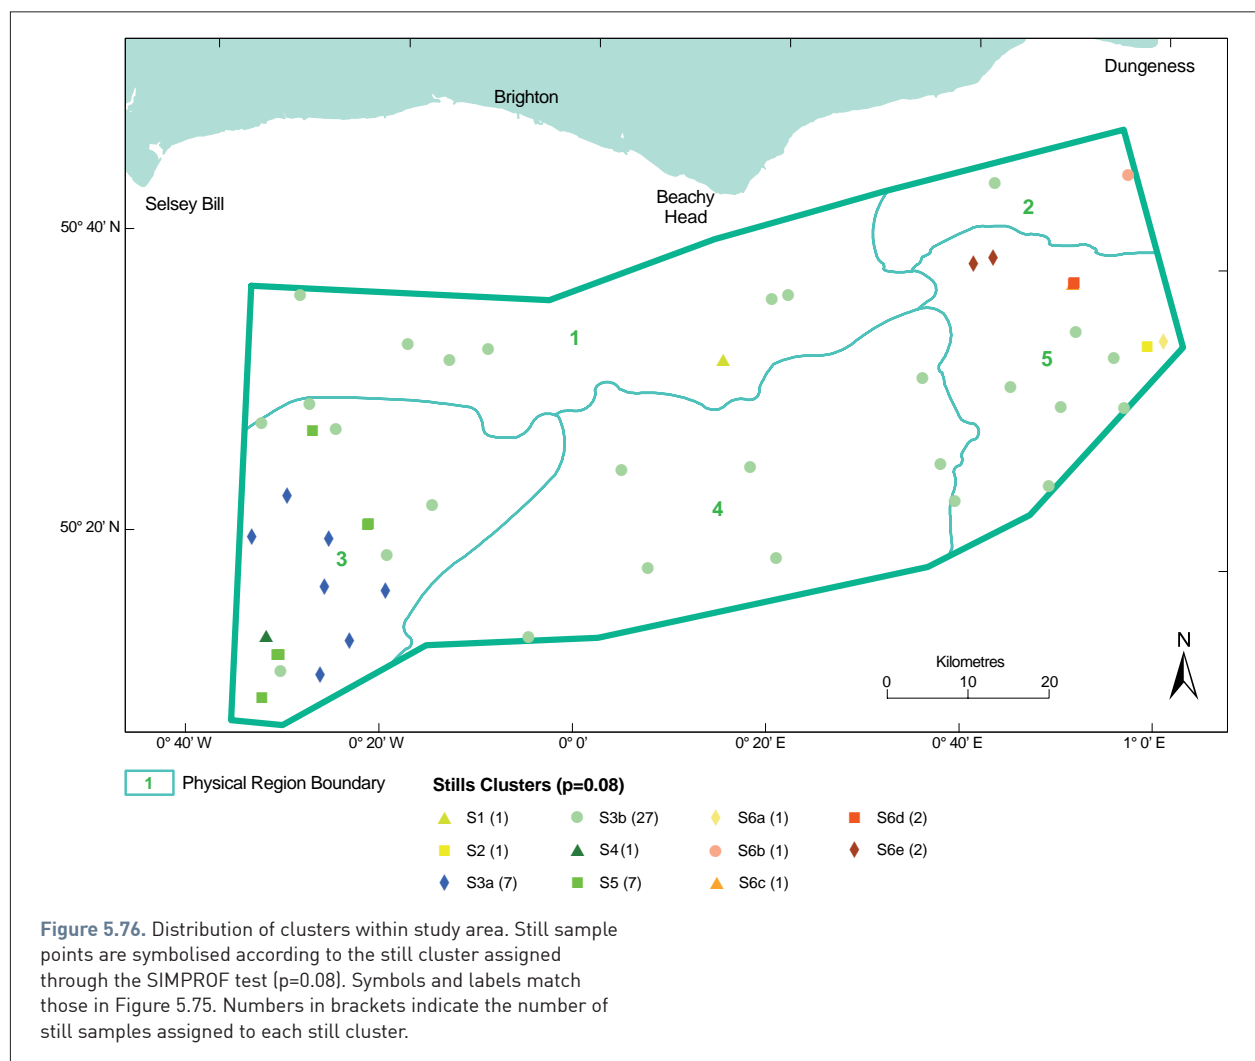 Dungeness
Brighton
Selsey Bill
Beachy
Head
50° 40' N
50° 20' N
1
2
3
4
5
N
Kilometres
0 10 20
0° 40' W 0° 20' W 0° 0' 0° 20' E 0° 40' E 1° 0' E
1 Physical Region Boundary
Stills Clusters (p=0.08)
S1 (1) S3b (27) S6a (1) S6d (2)
S2 (1) S4 (1) S6b (1) S6e (2)
S3a (7) S5 (7) S6c (1)
Figure 5.76. Distribution of clusters within study area. Still sample
points are symbolised according to the still cluster assigned
through the SIMPROF test (p=0.08). Symbols and labels match
those in Figure 5.75. Numbers in brackets indicate the number of
still samples assigned to each still cluster.